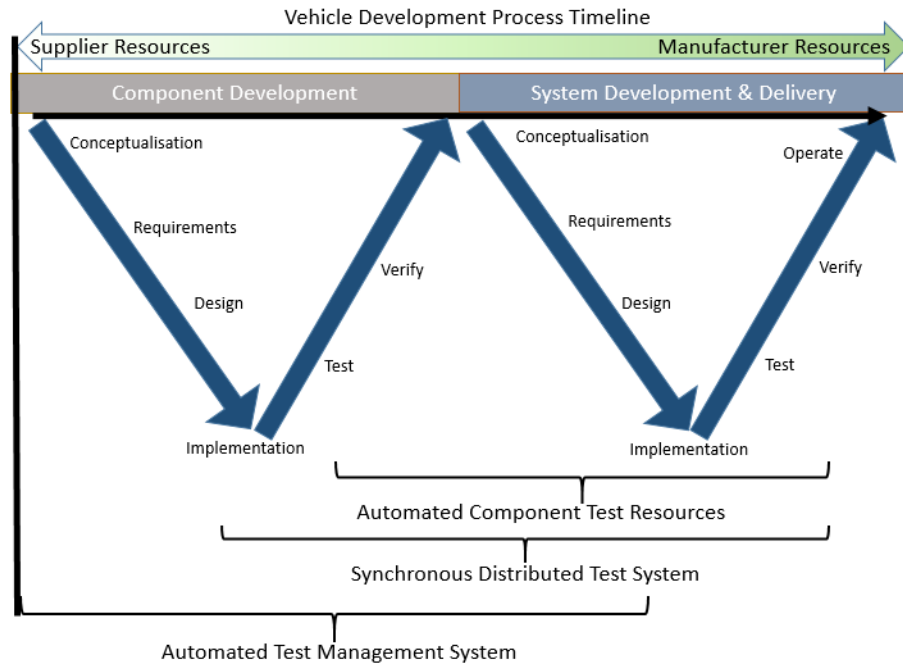 Vehicle Development Process Timeline
Supplier Resources
Manufacturer Resources
Component Development
System Development & Delivery
Conceptualisation
Requirements
Design
Implementation
Test
Verify
Conceptualisation
Requirements
Design
Implementation
Test
Verify
Operate
Automated Component Test Resources
Synchronous Distributed Test System
Automated Test Management System